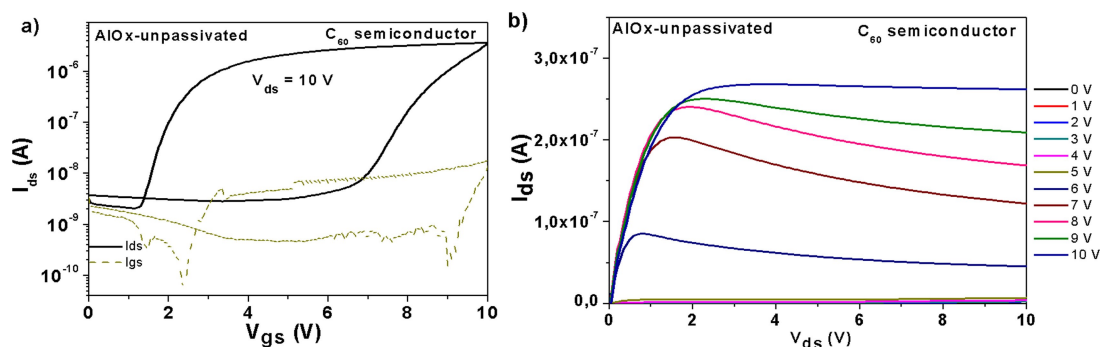 a)
AlOx-unpassivated
C60 semiconductor
Vds = 10 V
Ids
Igs
10-6
10-7
10-8
10-9
10-10
0
2
4
6
8
10
Ids (A)
Vgs (V)
b)
AlOx-unpassivated
C60 semiconductor
3,0x10-7
2,0x10-7
1,0x10-7
0,0
0
2
4
6
8
10
Ids (A)
Vds (V)
0 V
1 V
2 V
3 V
4 V
5 V
6 V
7 V
8 V
9 V
10 V